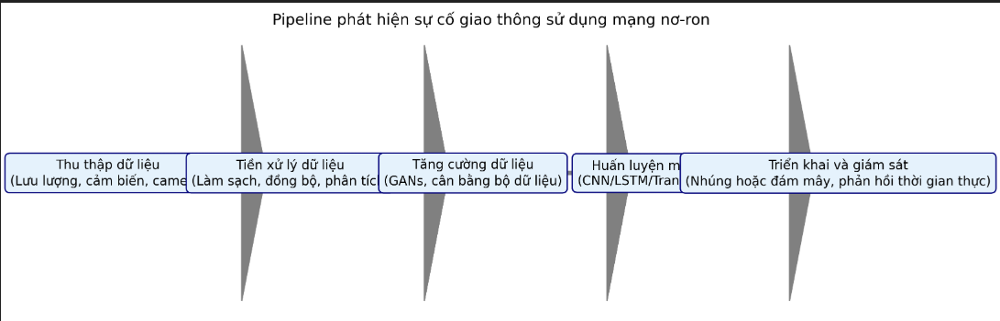 Pipeline phát hiện sự cố giao thông sử dụng mạng nơ-ron
Thu thập dữ liệu
(Lưu lượng, cảm biến, came
Tiền xử lý dữ liệu
(Làm sạch, đồng bộ, phân tíc
Tăng cường dữ liệu
(GANs, cân bằng bộ dữ liệu)
Huấn luyện m
(CNN/LSTM/Tran
Triển khai và giám sát
(Nhúng hoặc đám mây, phản hồi thời gian thực)